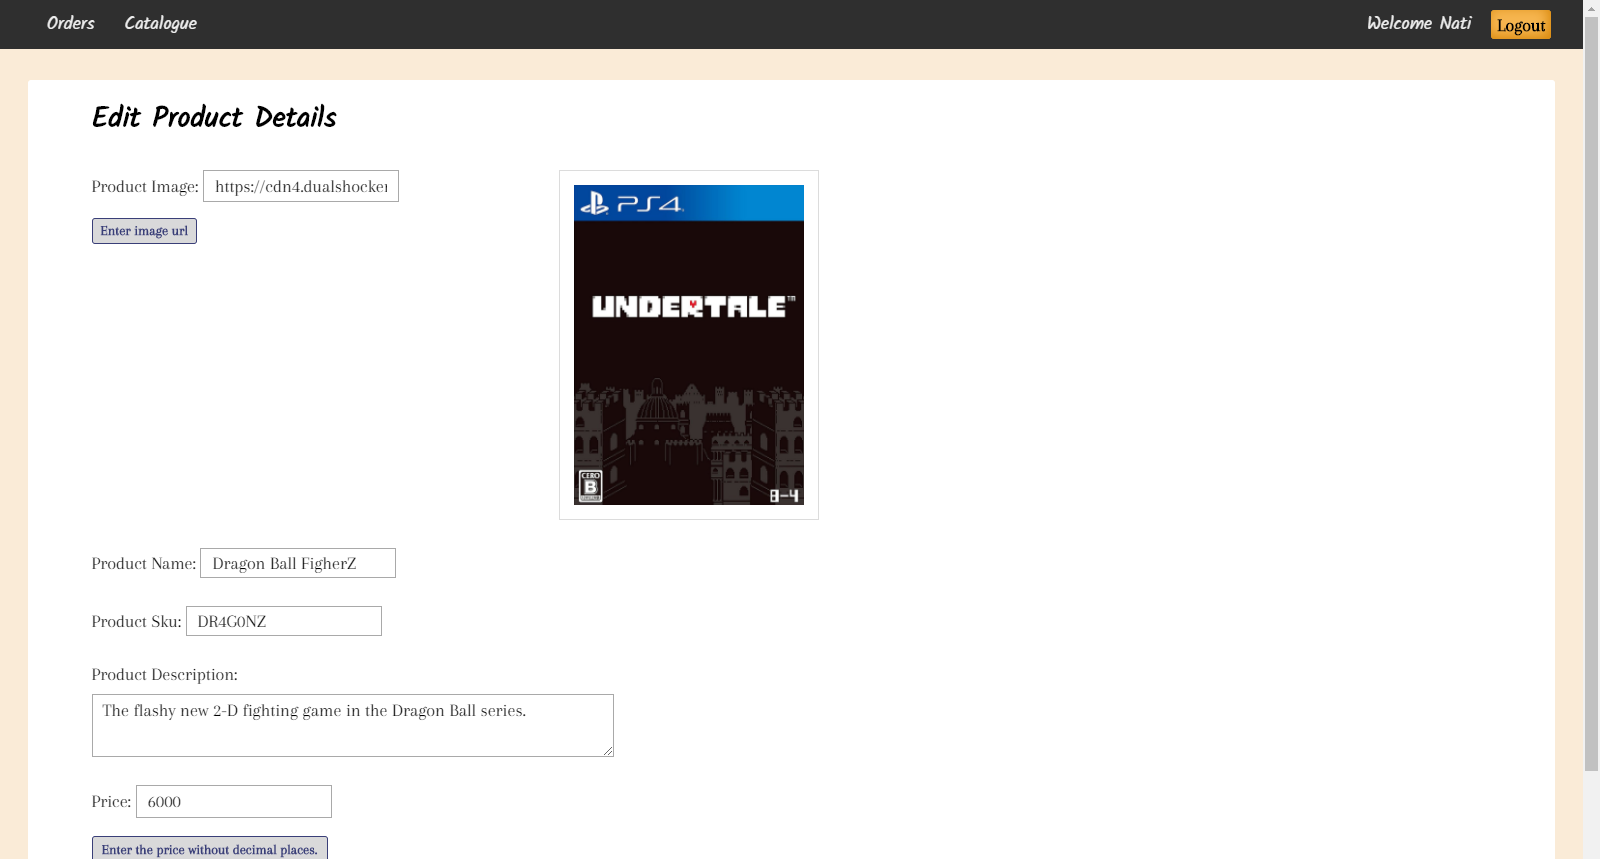 Orders Catalogue Welcome Nati Logout
Edit Product Details
Product Image: https://cdn4.dualshocker
Enter image url
PS4
UNDERTALE™
CERO
B
8-4
Product Name: Dragon Ball FigherZ
Product Sku: DR4G0NZ
Product Description:
The flashy new 2-D fighting game in the Dragon Ball series.
Price: 6000
Enter the price without decimal places.